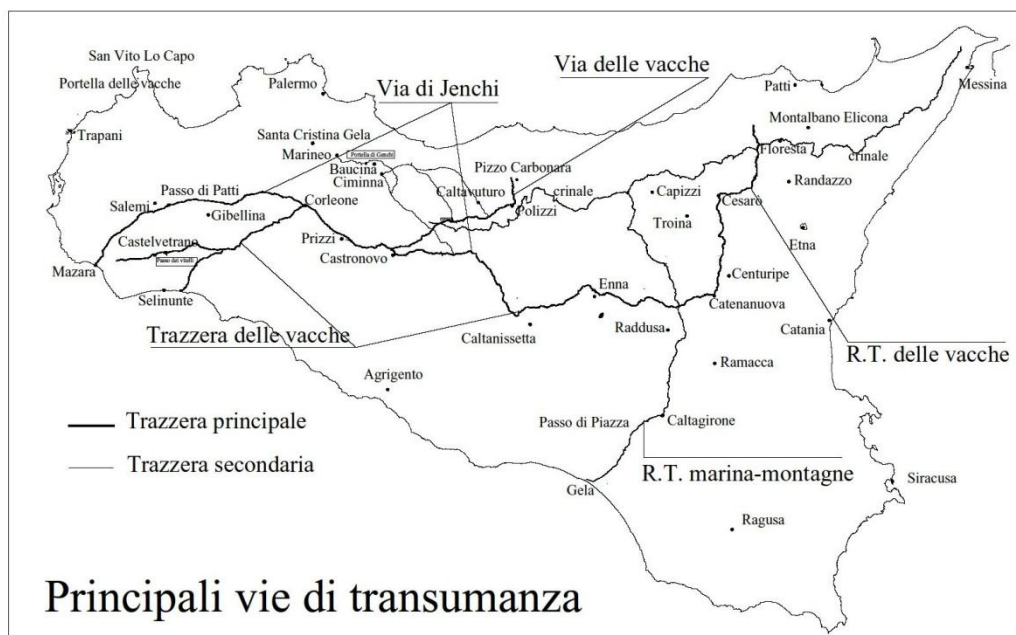 San Vito Lo Capo
Portella delle vacche
Trapani
Palermo
Via di Jenchi
Via delle vacche
Patti
Messina
Montalbano Elicona
Santa Cristina Gela
Marineo
Portella di Genchi
Baucina
Ciminna
Pizzo Carbonara
Floresta
crinale
Caltavuturo
crinale
Polizzi
Capizzi
Cesarò
Randazzo
Passo di Patti
Salemi
Gibellina
Corleone
Troina
Etna
Castelvetrano
Passo dei vitelli
Prizzi
Castronovo
Mazara
Selinunte
Enna
Centuripe
Catenanuova
Catania
Trazzera delle vacche
Caltanissetta
Raddusa
R.T. delle vacche
Ramacca
Agrigento
Trazzera principale
Passo di Piazza
Caltagirone
Trazzera secondaria
R.T. marina-montagne
Gela
Siracusa
Ragusa
Principali vie di transumanza